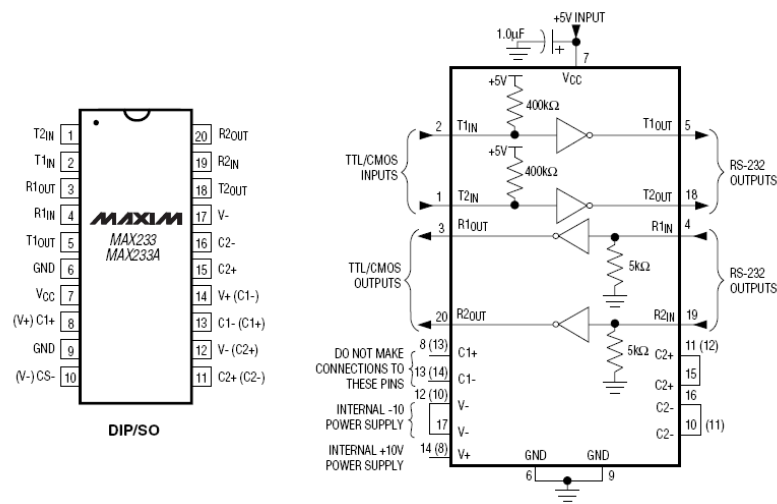 T2IN 1
T1IN 2
R1OUT 3
R1IN 4
T1OUT 5
GND 6
VCC 7
(V+) C1+ 8
GND 9
(V-) CS- 10
MAXIM
MAX233
MAX233A
20 R2OUT
19 R2IN
18 T2OUT
17 V-
16 C2-
15 C2+
14 V+ (C1-)
13 C1- (C1+)
12 V- (C2+)
11 C2+ (C2-)
DIP/SO
+5V INPUT
1.0µF
+
7
VCC
+5V
400kΩ
2 T1IN
T1OUT 5
+5V
400kΩ
TTL/CMOS
INPUTS
RS-232
OUTPUTS
1 T2IN
T2OUT 18
3 R1OUT
R1IN 4
5kΩ
TTL/CMOS
OUTPUTS
RS-232
OUTPUTS
20 R2OUT
R2IN 19
5kΩ
DO NOT MAKE
CONNECTIONS TO
THESE PINS
8 (13) C1+
13 (14) C1-
12 (10) V-
INTERNAL -10
POWER SUPPLY
17 V-
INTERNAL +10V
POWER SUPPLY
14 (8) V+
C2+ 11 (12)
C2+ 15
C2- 16
C2- 10 (11)
GND GND
6 9